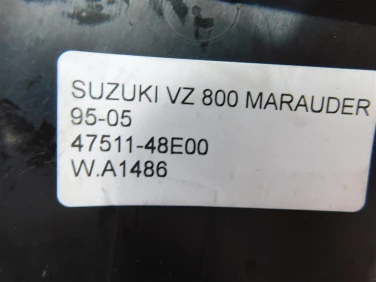 SUZUKI VZ 800 MARAUDER
95-05
47511-48E00
W.A1486